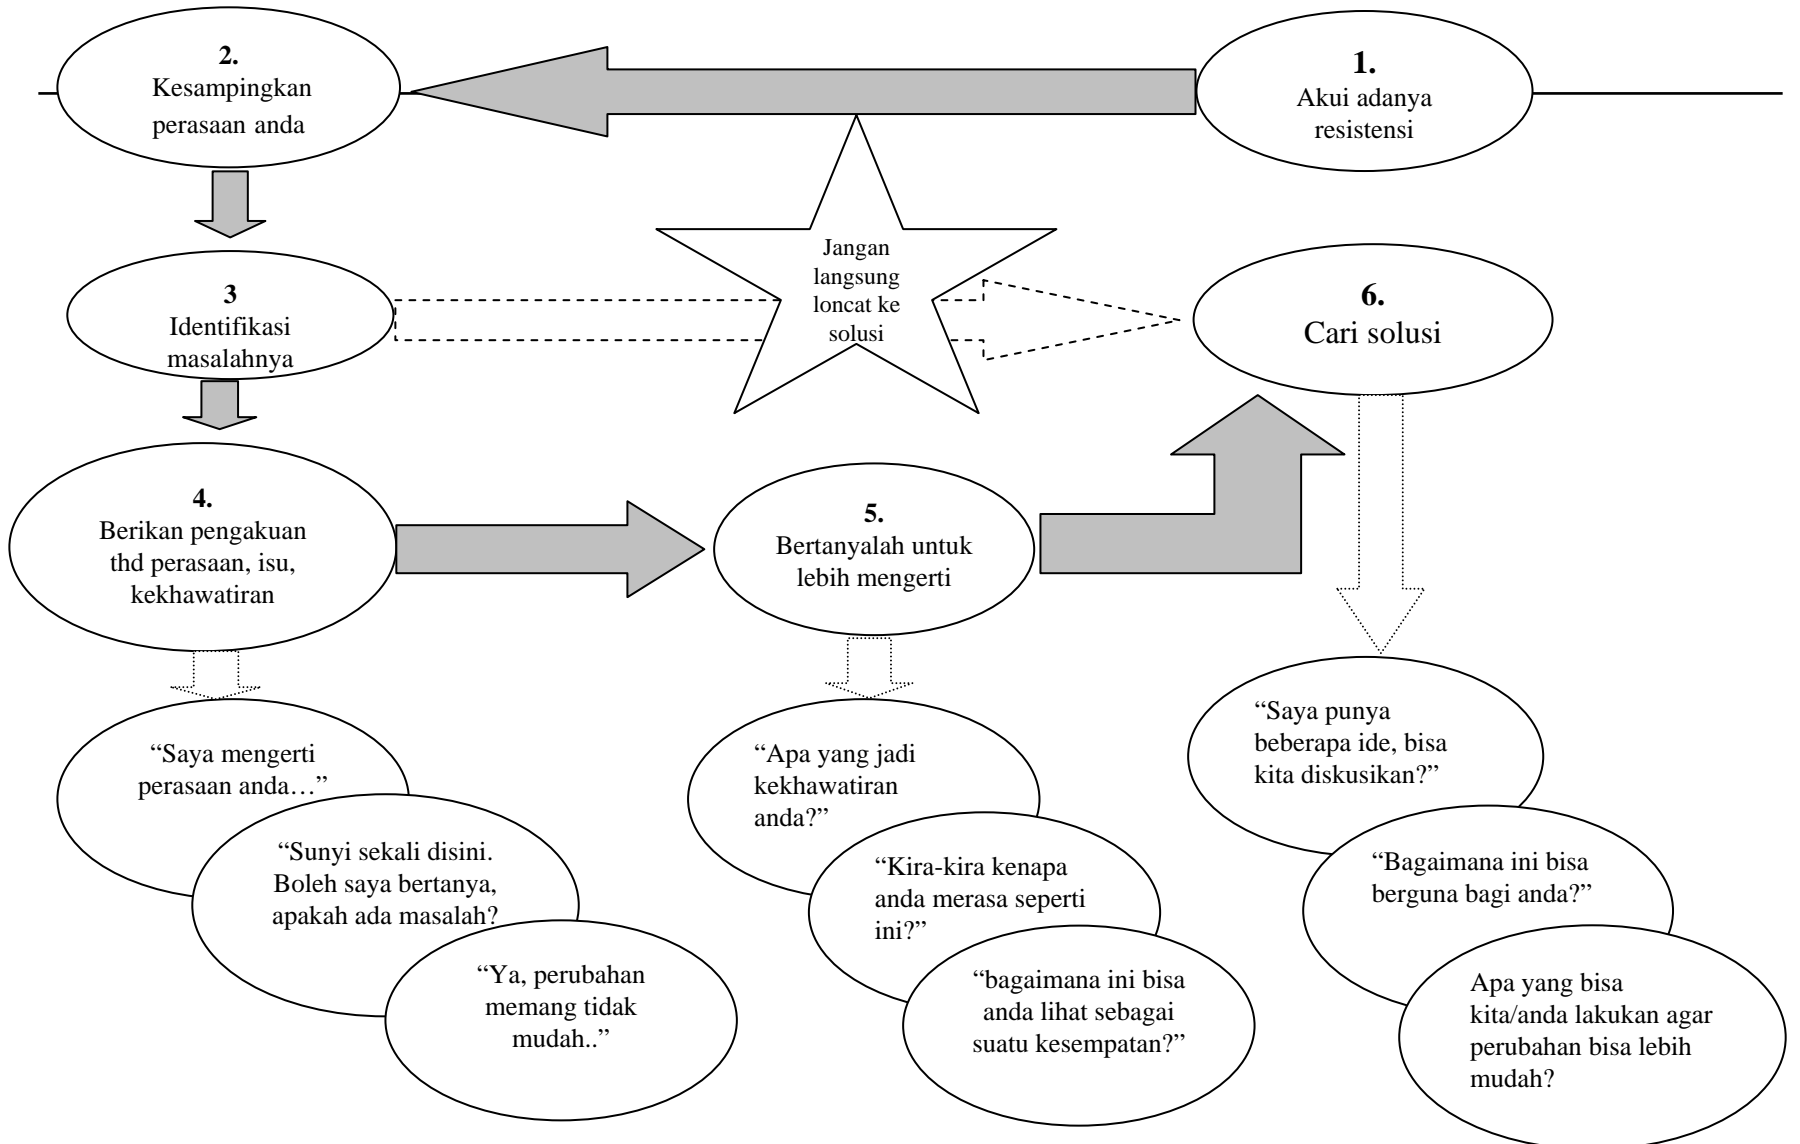 1.
Akui adanya
resistensi
2.
Kesampingkan
perasaan anda
3
Identifikasi
masalahnya
Jangan
langsung
loncat ke
solusi
4.
Berikan pengakuan
thd perasaan, isu,
kekhawatiran
5.
Bertanyalah untuk
lebih mengerti
6.
Cari solusi
“Saya mengerti
perasaan anda…”
“Sunyi sekali disini.
Boleh saya bertanya,
apakah ada masalah?
“Ya, perubahan
memang tidak
mudah..”
“Apa yang jadi
kekhawatiran
anda?”
“Kira-kira kenapa
anda merasa seperti
ini?”
“bagaimana ini bisa
anda lihat sebagai
suatu kesempatan?”
“Saya punya
beberapa ide, bisa
kita diskusikan?”
“Bagaimana ini bisa
berguna bagi anda?”
Apa yang bisa
kita/anda lakukan agar
perubahan bisa lebih
mudah?